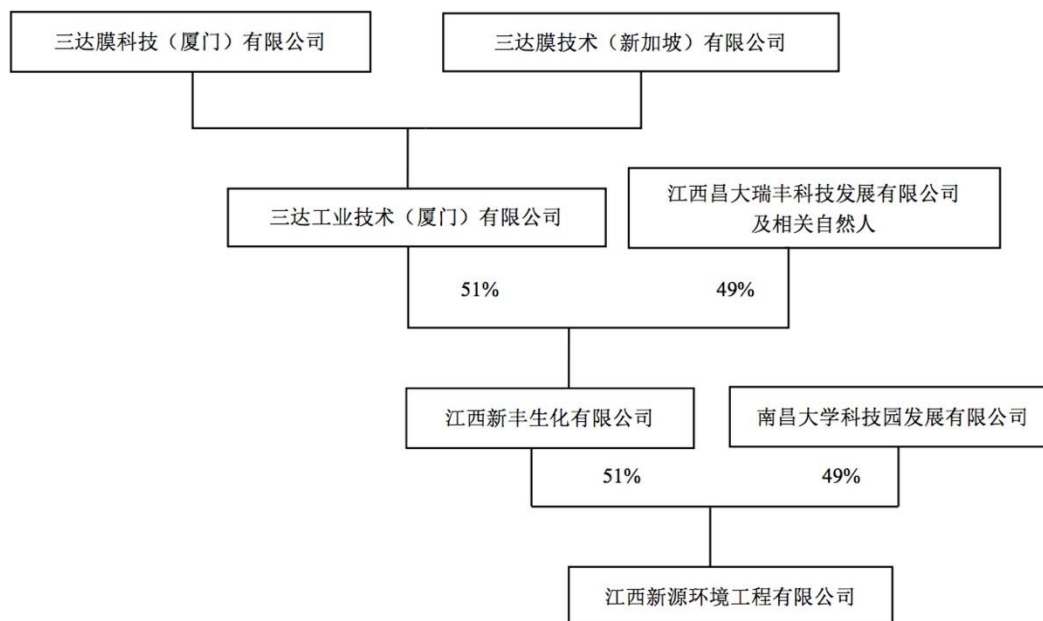 三达膜科技（厦门）有限公司
三达膜技术（新加坡）有限公司
三达工业技术（厦门）有限公司
江西昌大瑞丰科技发展有限公司
及相关自然人
51%
49%
江西新丰生化有限公司
南昌大学科技园发展有限公司
51%
49%
江西新源环境工程有限公司